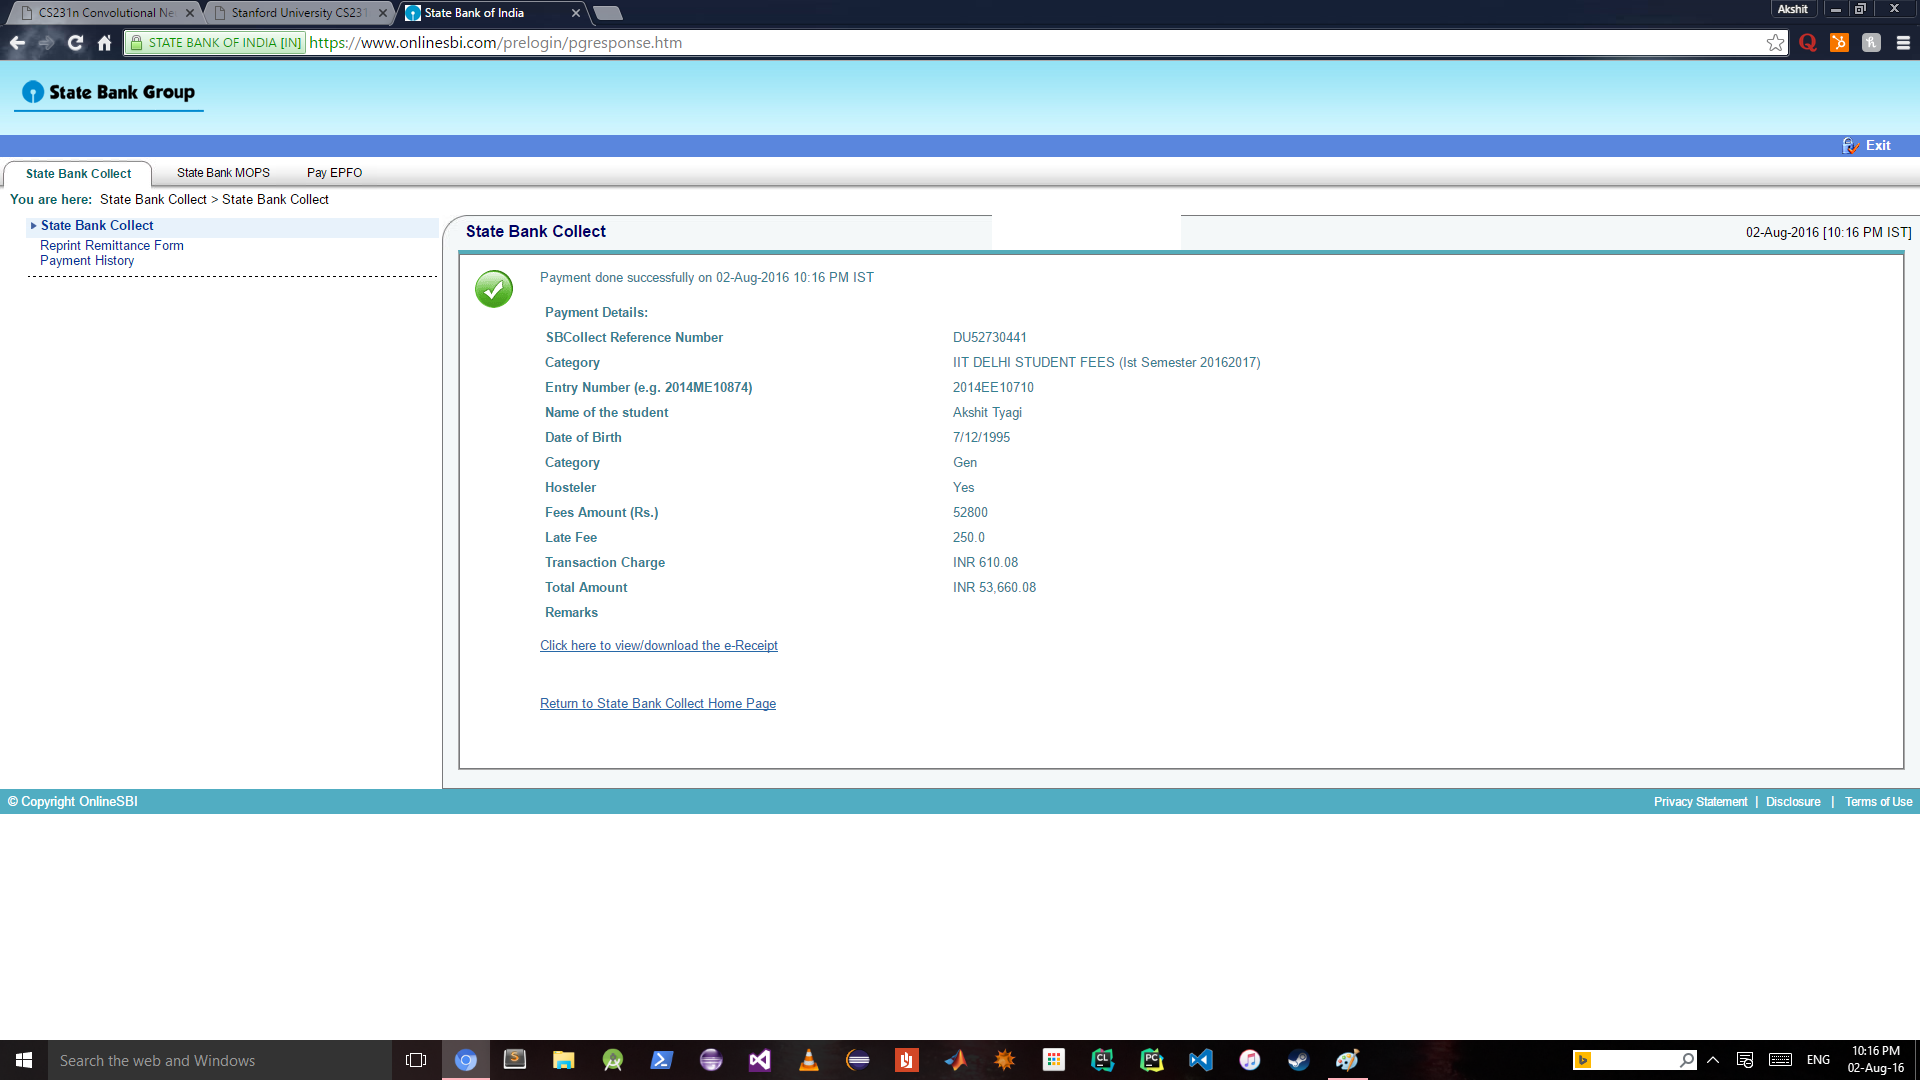 CS231n Convolutional Ne
Stanford University CS231
State Bank of India
Akshit
STATE BANK OF INDIA [IN] https://www.onlinesbi.com/prelogin/pgresponse.htm
State Bank Group
Exit
State Bank Collect State Bank MOPS Pay EPFO
You are here: State Bank Collect > State Bank Collect
State Bank Collect
Reprint Remittance Form
Payment History
State Bank Collect
02-Aug-2016 [10:16 PM IST]
Payment done successfully on 02-Aug-2016 10:16 PM IST
Payment Details:
SBCollect Reference Number DU52730441
Category IIT DELHI STUDENT FEES (Ist Semester 20162017)
Entry Number (e.g. 2014ME10874) 2014EE10710
Name of the student Akshit Tyagi
Date of Birth 7/12/1995
Category Gen
Hosteler Yes
Fees Amount (Rs.) 52800
Late Fee 250.0
Transaction Charge INR 610.08
Total Amount INR 53,660.08
Remarks
Click here to view/download the e-Receipt
Return to State Bank Collect Home Page
© Copyright OnlineSBI
Privacy Statement | Disclosure | Terms of Use
Search the web and Windows
ENG
10:16 PM
02-Aug-16